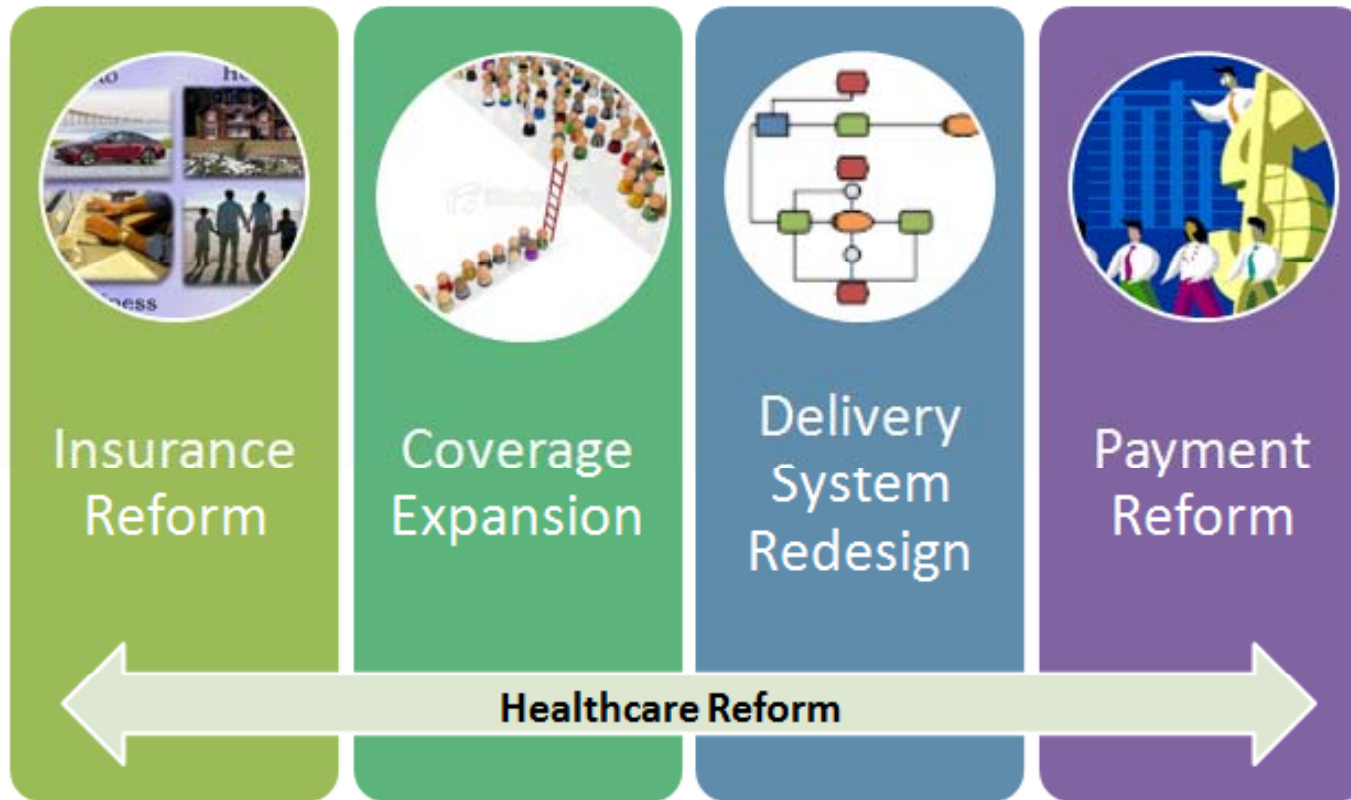 Insurance
Reform
Coverage
Expansion
Delivery
System
Redesign
Payment
Reform
Healthcare Reform